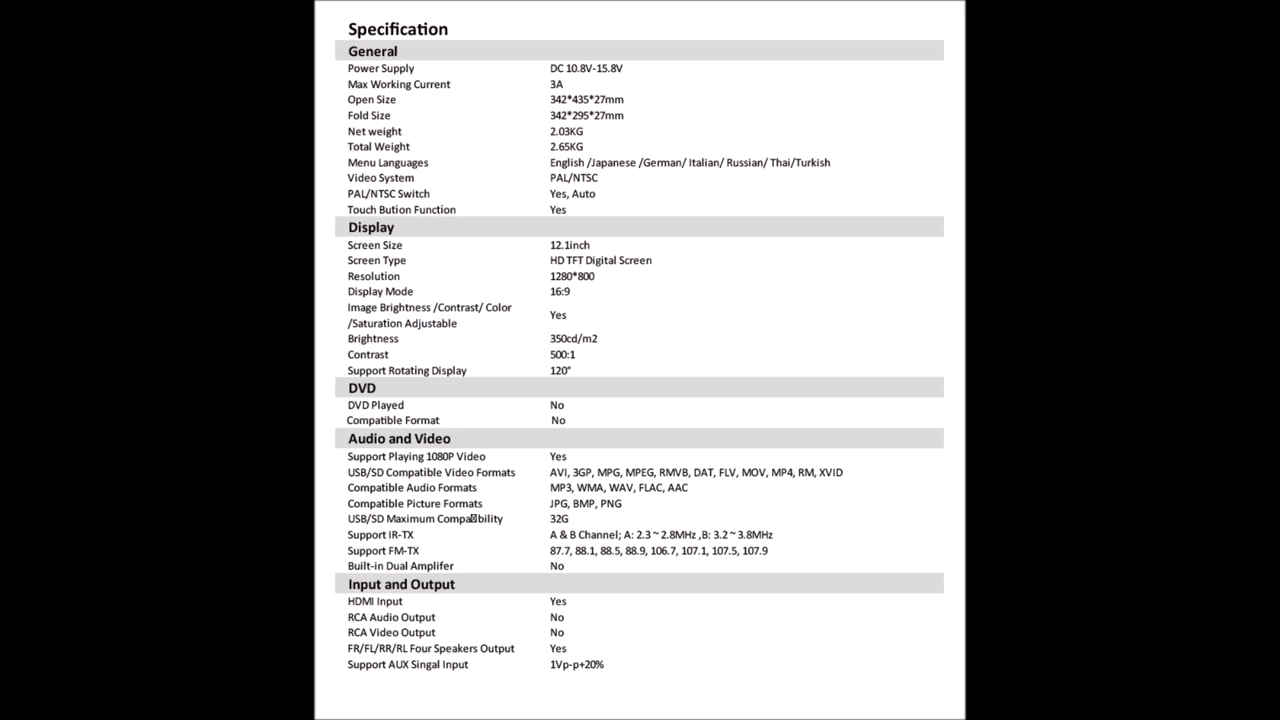 Specification
General
Power Supply DC 10.8V-15.8V
Max Working Current 3A
Open Size 342*435*27mm
Fold Size 342*295*27mm
Net weight 2.03KG
Total Weight 2.65KG
Menu Languages English /Japanese /German/ Italian/ Russian/ Thai/Turkish
Video System PAL/NTSC
PAL/NTSC Switch Yes, Auto
Touch Bution Function Yes
Display
Screen Size 12.1inch
Screen Type HD TFT Digital Screen
Resolution 1280*800
Display Mode 16:9
Image Brightness /Contrast/ Color
/Saturation Adjustable Yes
Brightness 350cd/m2
Contrast 500:1
Support Rotating Display 120°
DVD
DVD Played No
Compatible Format No
Audio and Video
Support Playing 1080P Video Yes
USB/SD Compatible Video Formats AVI, 3GP, MPG, MPEG, RMVB, DAT, FLV, MOV, MP4, RM, XVID
Compatible Audio Formats MP3, WMA, WAV, FLAC, AAC
Compatible Picture Formats JPG, BMP, PNG
USB/SD Maximum Compa⍰bility 32G
Support IR-TX A & B Channel; A: 2.3 ~ 2.8MHz ,B: 3.2 ~ 3.8MHz
Support FM-TX 87.7, 88.1, 88.5, 88.9, 106.7, 107.1, 107.5, 107.9
Built-in Dual Amplifer No
Input and Output
HDMI Input Yes
RCA Audio Output No
RCA Video Output No
FR/FL/RR/RL Four Speakers Output Yes
Support AUX Singal Input 1Vp-p+20%